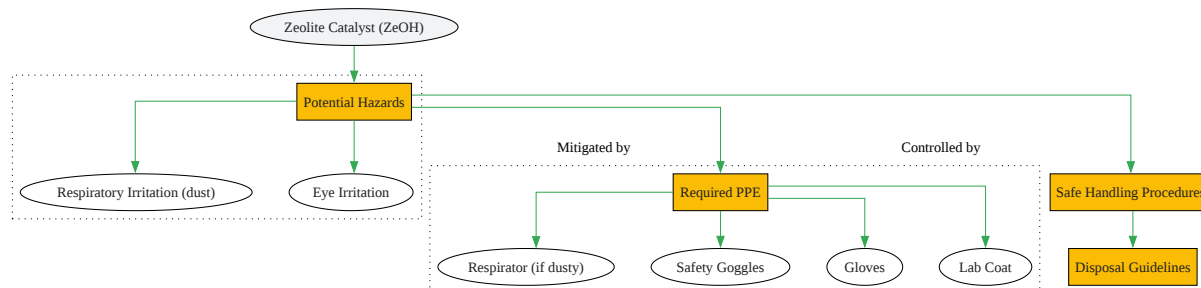 Zeolite Catalyst (ZeOH)
Potential Hazards
Mitigated by
Controlled by
Respiratory Irritation (dust)
Eye Irritation
Required PPE
Safe Handling Procedures
Respirator (if dusty)
Safety Goggles
Gloves
Lab Coat
Disposal Guidelines